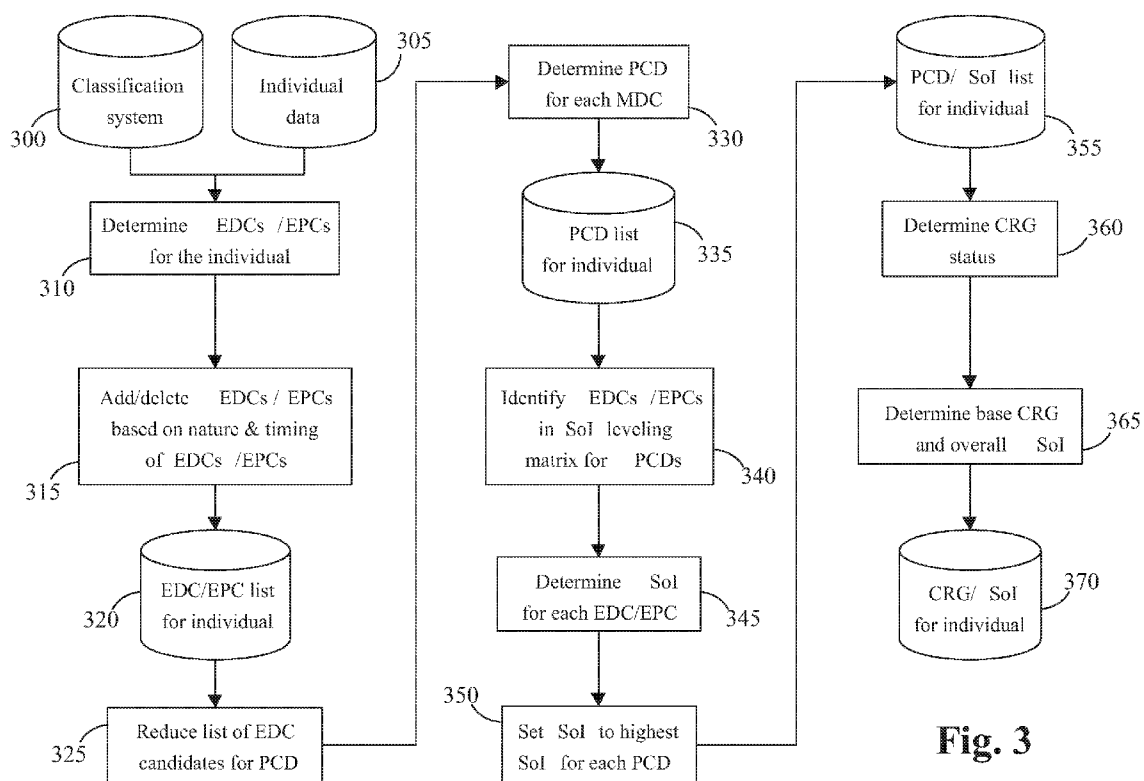 Classification
system
300
Individual
data
305
Determine EDCs /EPCs
for the individual
310
Add/delete EDCs / EPCs
based on nature & timing
of EDCs /EPCs
315
EDC/EPC list
for individual
320
Reduce list of EDC
candidates for PCD
325
Determine PCD
for each MDC
330
PCD list
for individual
335
Identify EDCs /EPCs
in SoI leveling
matrix for PCDs
340
Determine SoI
for each EDC/EPC
345
350
Set SoI to highest
SoI for each PCD
PCD/ SoI list
for individual
355
Determine CRG
status
360
Determine base CRG
and overall SoI
365
CRG/ SoI
for individual
370
Fig. 3